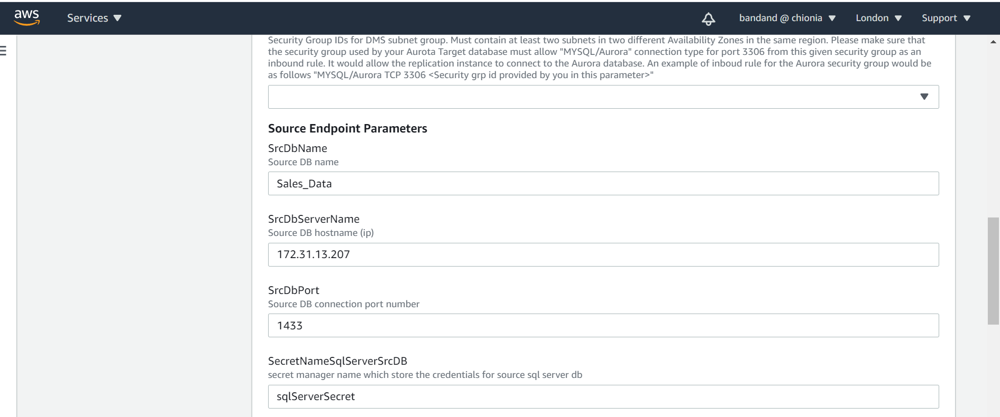 aws Services bandand @ chionia London Support
Security Group IDs for DMS subnet group. Must contain at least two subnets in two different Availability Zones in the same region. Please make sure that
the security group used by your Aurota Target database must allow "MYSQL/Aurora" connection type for port 3306 from this given security group as an
inbound rule. It would allow the replication instance to connect to the Aurora database. An example of inboud rule for the Aurora security group would be
as follows "MYSQL/Aurora TCP 3306 <Security grp id provided by you in this parameter>"
Source Endpoint Parameters
SrcDbName
Source DB name
Sales_Data
SrcDbServerName
Source DB hostname (ip)
172.31.13.207
SrcDbPort
Source DB connection port number
1433
SecretNameSqlServerSrcDB
secret manager name which store the credentials for source sql server db
sqlServerSecret